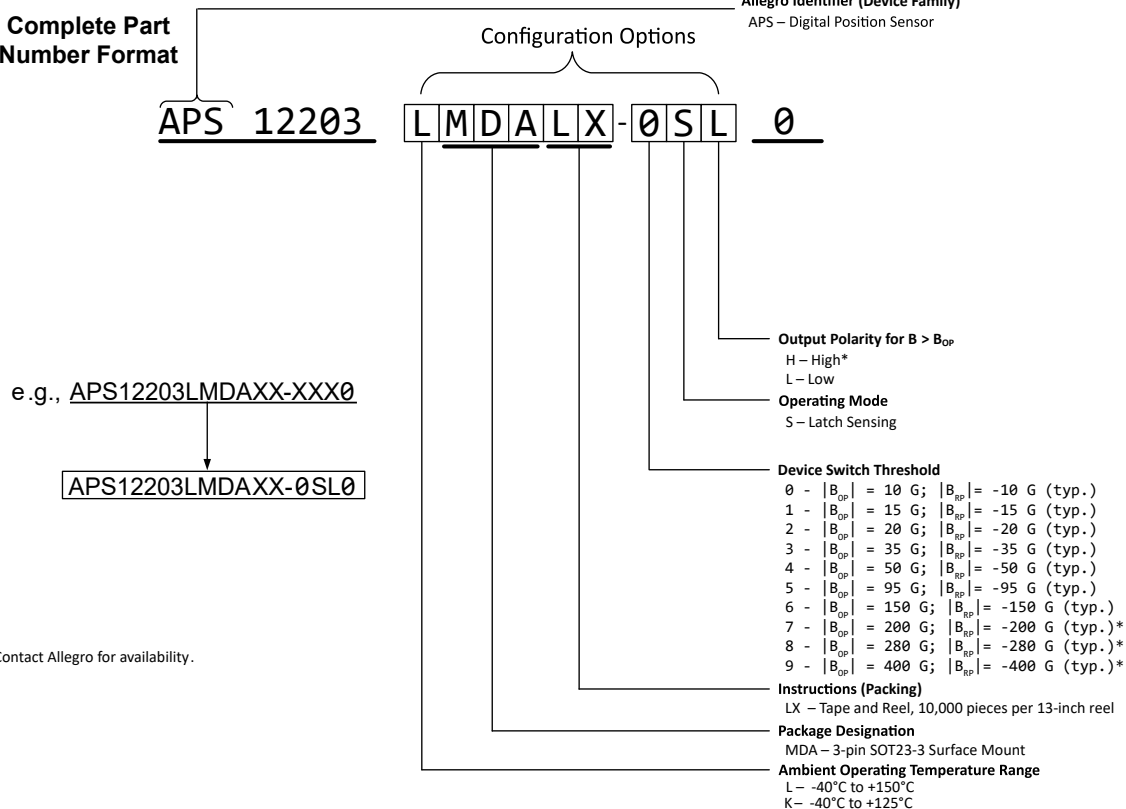 Complete Part
Number Format
Allegro Identifier (Device Family)
APS – Digital Position Sensor
Configuration Options
APS 12203 L M D A L X - 0 S L 0
Output Polarity for B > BOP
H – High*
L – Low
Operating Mode
S – Latch Sensing
e.g., APS12203LMDAXX-XXX0
APS12203LMDAXX-0SL0
Device Switch Threshold
0 - |BOP| = 10 G; |BRP|= -10 G (typ.)
1 - |BOP| = 15 G; |BRP|= -15 G (typ.)
2 - |BOP| = 20 G; |BRP|= -20 G (typ.)
3 - |BOP| = 35 G; |BRP|= -35 G (typ.)
4 - |BOP| = 50 G; |BRP|= -50 G (typ.)
5 - |BOP| = 95 G; |BRP|= -95 G (typ.)
6 - |BOP| = 150 G; |BRP|= -150 G (typ.)
7 - |BOP| = 200 G; |BRP|= -200 G (typ.)*
8 - |BOP| = 280 G; |BRP|= -280 G (typ.)*
9 - |BOP| = 400 G; |BRP|= -400 G (typ.)*
Contact Allegro for availability.
Instructions (Packing)
LX – Tape and Reel, 10,000 pieces per 13-inch reel
Package Designation
MDA – 3-pin SOT23-3 Surface Mount
Ambient Operating Temperature Range
L – -40°C to +150°C
K – -40°C to +125°C